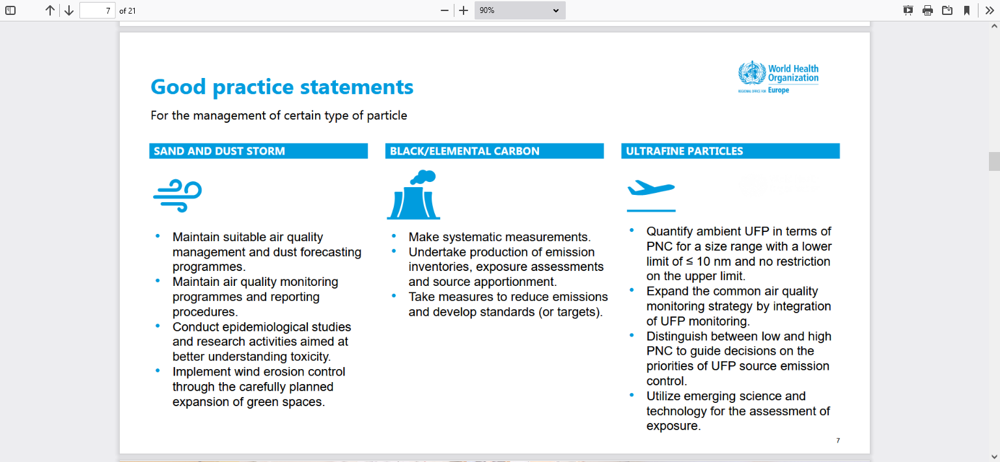 7 of 21
90%
Good practice statements
World Health
Organization
REGIONAL OFFICE FOR Europe
For the management of certain type of particle
SAND AND DUST STORM
Maintain suitable air quality
management and dust forecasting
programmes.
Maintain air quality monitoring
programmes and reporting
procedures.
Conduct epidemiological studies
and research activities aimed at
better understanding toxicity.
Implement wind erosion control
through the carefully planned
expansion of green spaces.
BLACK/ELEMENTAL CARBON
Make systematic measurements.
Undertake production of emission
inventories, exposure assessments
and source apportionment.
Take measures to reduce emissions
and develop standards (or targets).
ULTRAFINE PARTICLES
Quantify ambient UFP in terms of
PNC for a size range with a lower
limit of ≤ 10 nm and no restriction
on the upper limit.
Expand the common air quality
monitoring strategy by integration
of UFP monitoring.
Distinguish between low and high
PNC to guide decisions on the
priorities of UFP source emission
control.
Utilize emerging science and
technology for the assessment of
exposure.
7